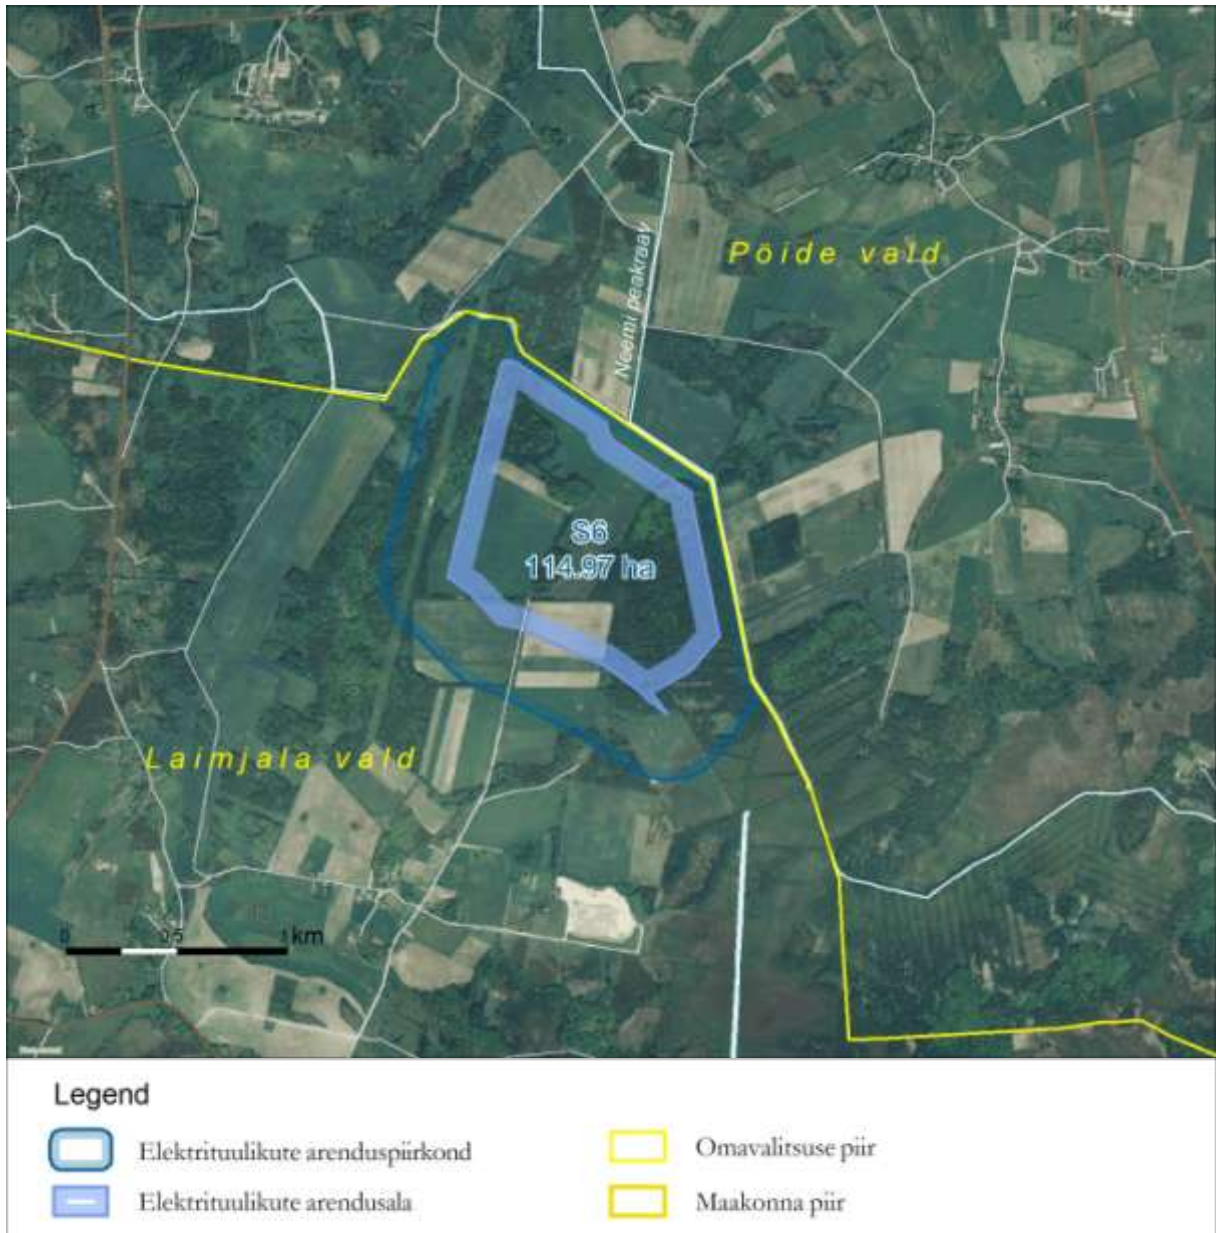 Pöide vald
Neemi peakraav
S6
114.97 ha
Laimjala vald
0 0.5 1 km
Legend
Elektrituulikute arenduspiirkond
Omavalitsuse piir
Elektrituulikute arendusala
Maakonna piir